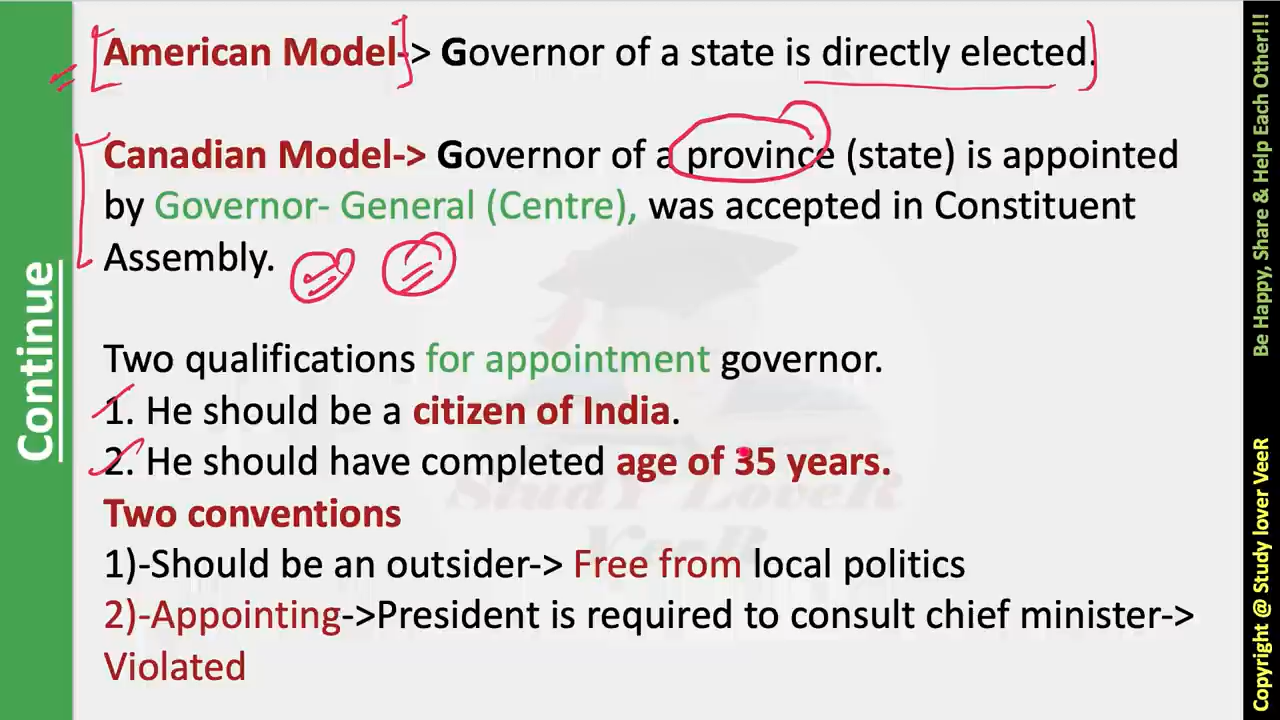 American Model-> Governor of a state is directly elected.
Canadian Model-> Governor of a province (state) is appointed
by Governor- General (Centre), was accepted in Constituent
Assembly.
Continue
Two qualifications for appointment governor.
1. He should be a citizen of India.
2. He should have completed age of 35 years.
Two conventions
1)-Should be an outsider-> Free from local politics
2)-Appointing->President is required to consult chief minister->
Violated
StudY LoveR
VeeR
Be Happy, Share & Help Each Other!!!
Copyright @ Study lover VeeR